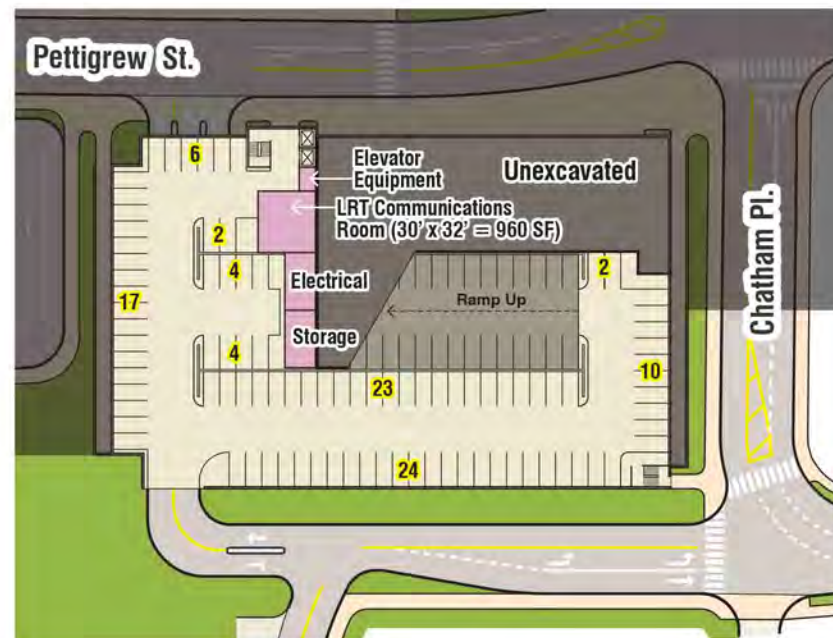 Pettigrew St.
6
Elevator
Equipment
Unexcavated
LRT Communications
Room (30' x 32' = 960 SF)
2
4
2
Electrical
17
Ramp Up
Chatham Pl.
Storage
4
10
23
24